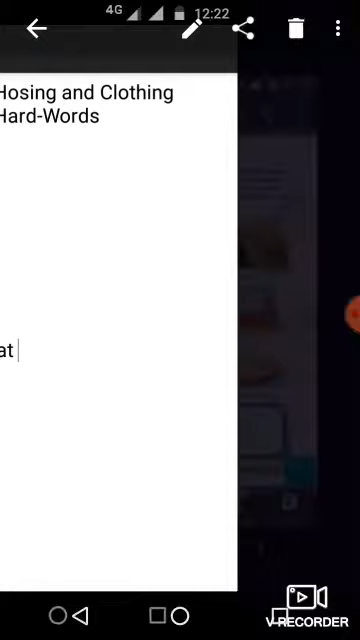 4G 12:22
Hosing and Clothing
Hard-Words
at
V-RECORDER